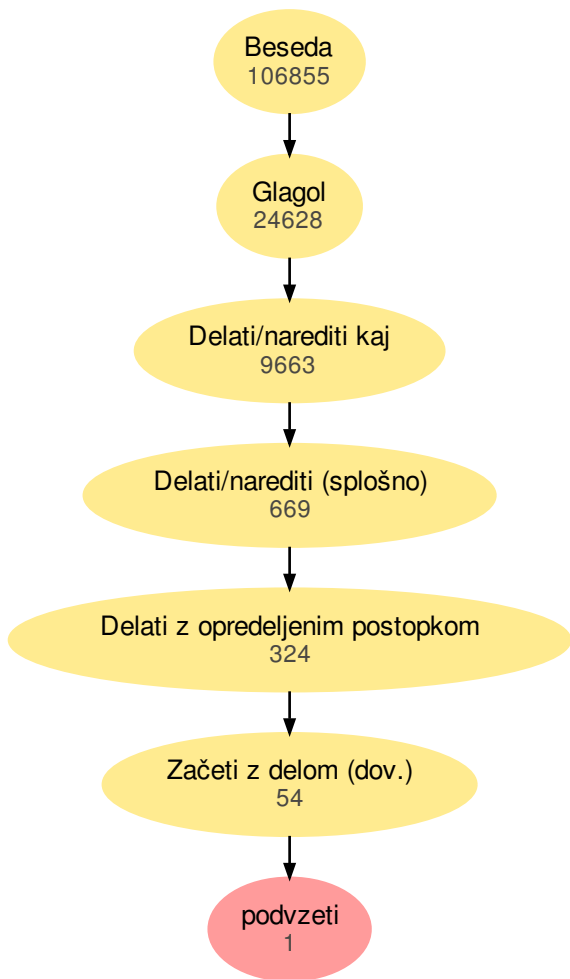 Beseda
106855
Glagol
24628
Delati/narediti kaj
9663
Delati/narediti (splošno)
669
Delati z opredeljenim postopkom
324
Začeti z delom (dov.)
54
podvzeti
1